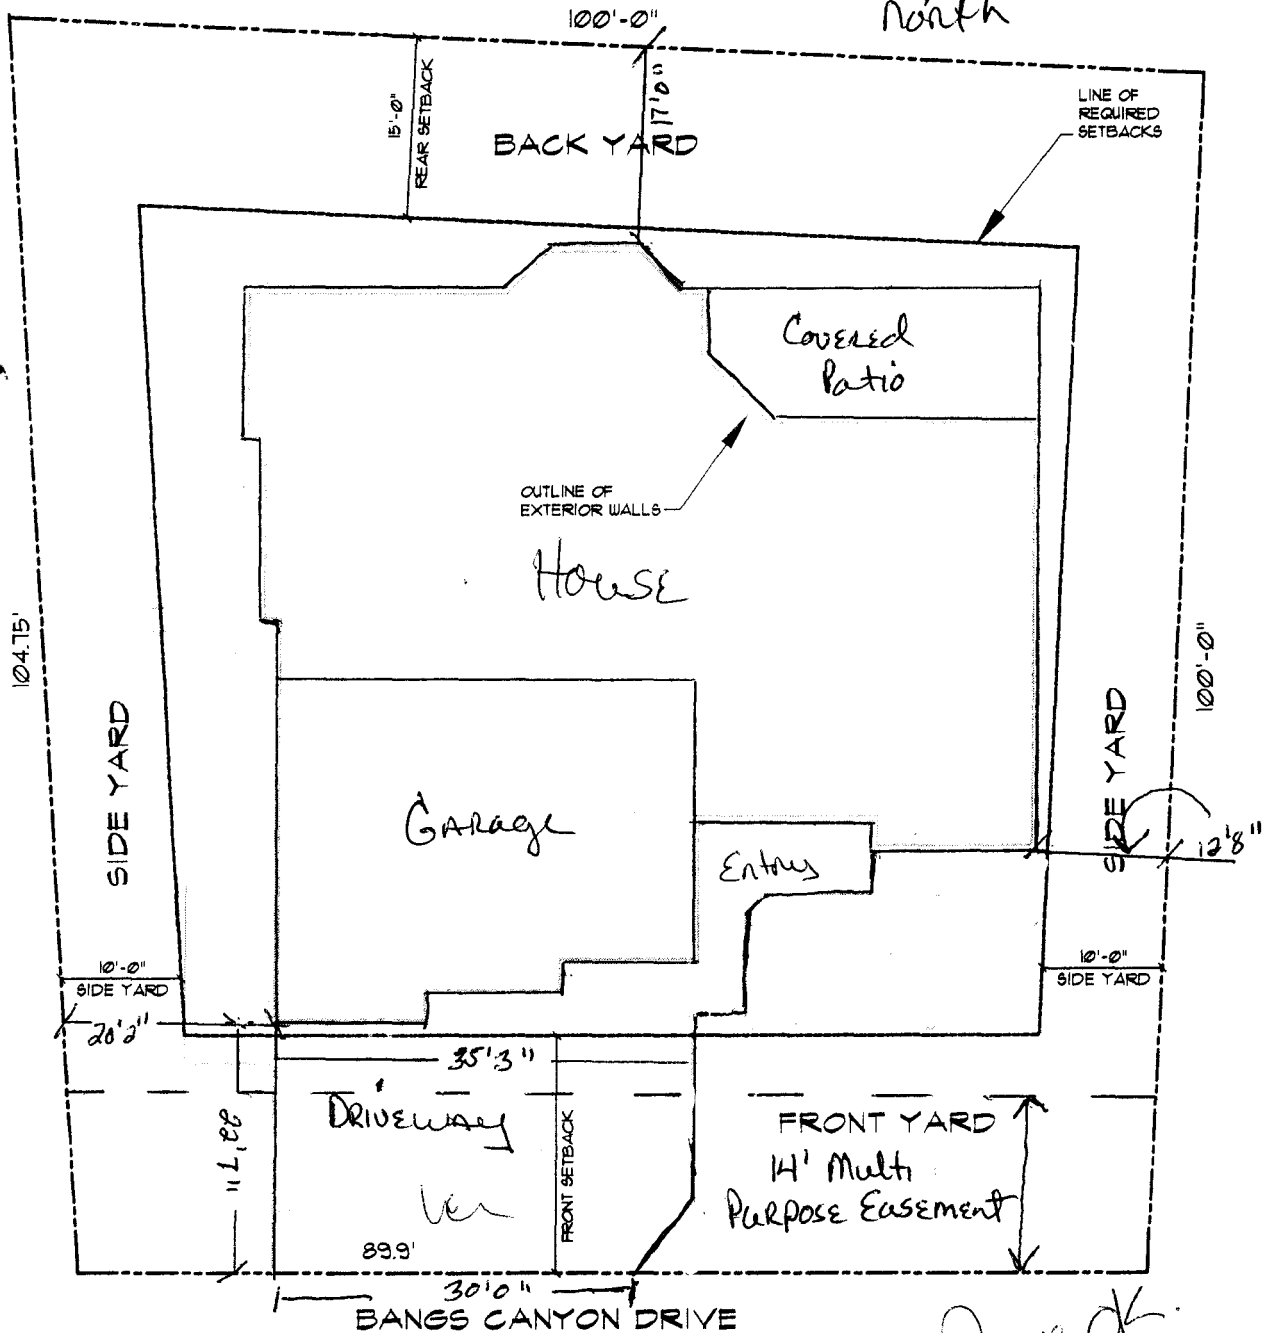 100'-0"
North
15'-0"
REAR SETBACK
17'0"
BACK YARD
LINE OF
REQUIRED
SETBACKS
Covered
Patio
OUTLINE OF
EXTERIOR WALLS
House
104.75'
100'-0"
SIDE YARD
SIDE YARD
Garage
Entry
12'8"
10'-0"
SIDE YARD
10'-0"
SIDE YARD
20'2"
35'3"
DRIVEWAY
FRONT SETBACK
FRONT YARD
14' Multi
Purpose Easement
89.9'
30'0"
BANGS CANYON DRIVE
OK